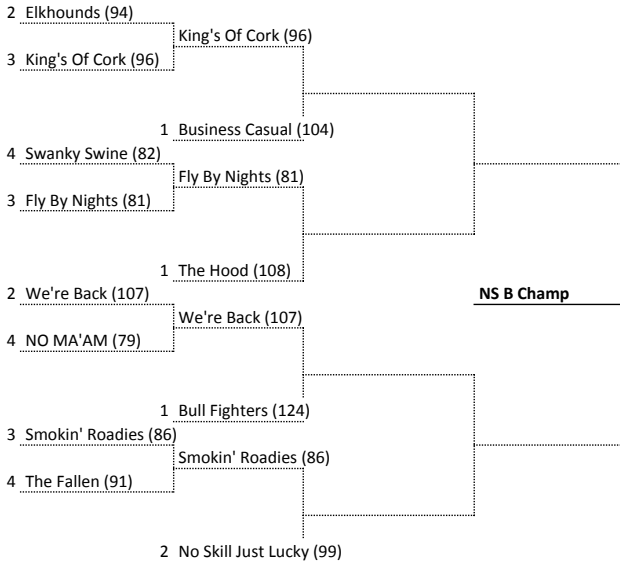 2 Elkhounds (94)
King's Of Cork (96)
3 King's Of Cork (96)
1 Business Casual (104)
4 Swanky Swine (82)
Fly By Nights (81)
3 Fly By Nights (81)
1 The Hood (108)
2 We're Back (107)
NS B Champ
We're Back (107)
4 NO MA'AM (79)
1 Bull Fighters (124)
3 Smokin' Roadies (86)
Smokin' Roadies (86)
4 The Fallen (91)
2 No Skill Just Lucky (99)